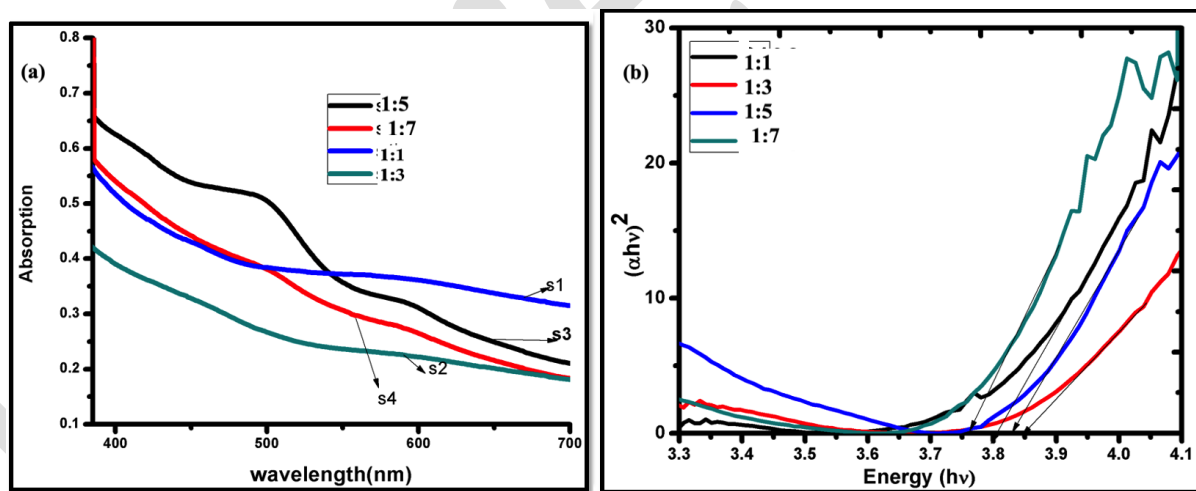 (a)
0.8
0.7
0.6
0.5
0.4
0.3
0.2
0.1
Absorption
1:5
1:7
1:1
1:3
s1
s3
s2
s4
400 500 600 700
wavelength(nm)
(b)
30
20
10
0
(αhν)²
1:1
1:3
1:5
1:7
3.3 3.4 3.5 3.6 3.7 3.8 3.9 4.0 4.1
Energy (hν)